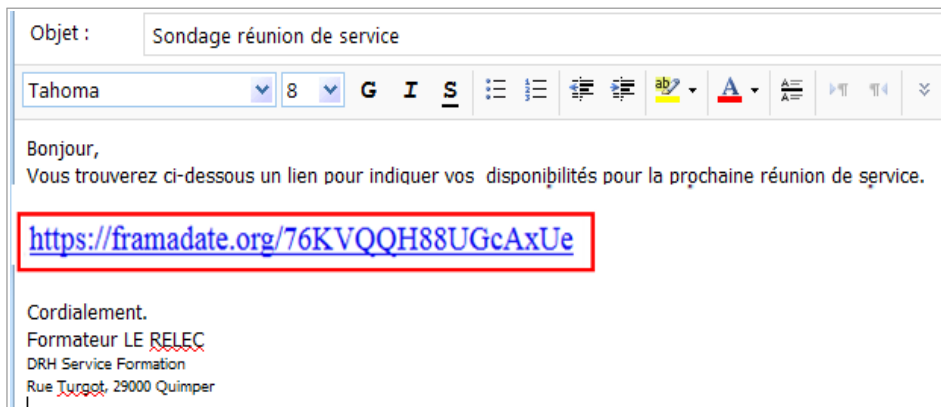 Objet : Sondage réunion de service
Tahoma 8 G I S ab A
Bonjour,
Vous trouverez ci-dessous un lien pour indiquer vos disponibilités pour la prochaine réunion de service.
https://framadate.org/76KVQQH88UGcAxUe
Cordialement.
Formateur LE RELEC
DRH Service Formation
Rue Turgot, 29000 Quimper